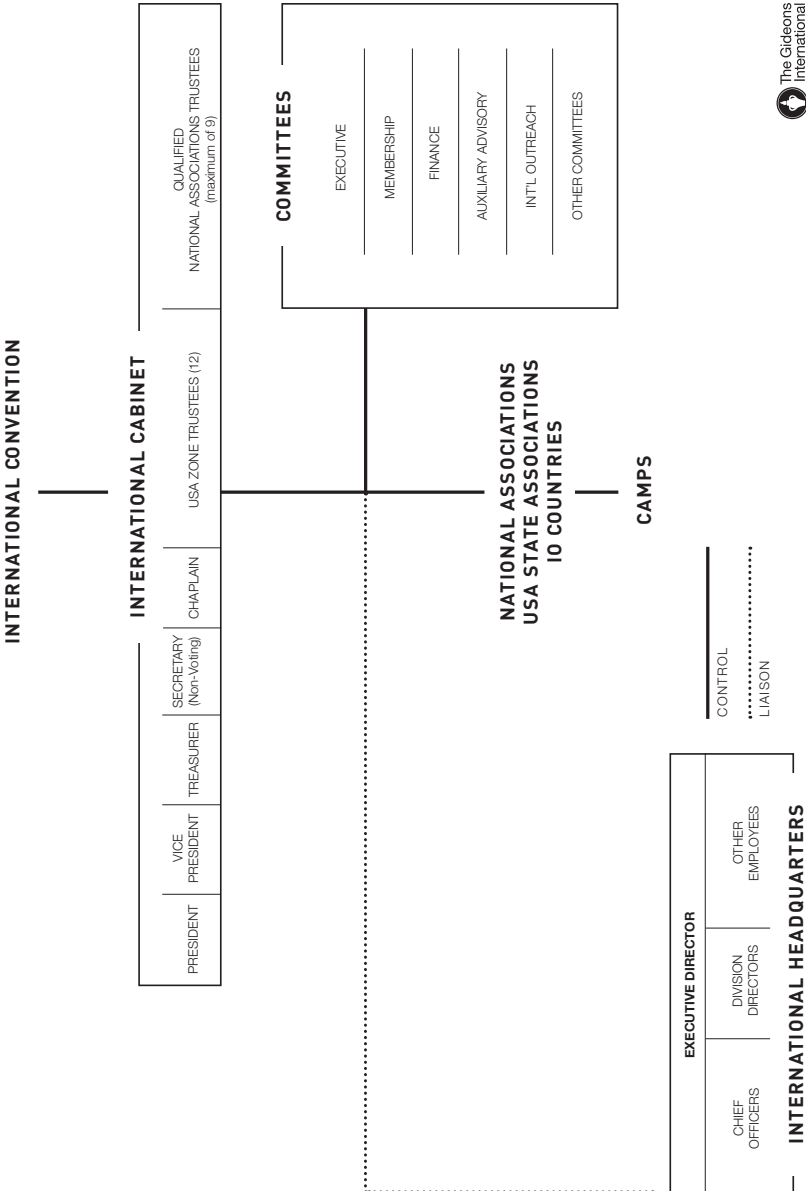 INTERNATIONAL CONVENTION
INTERNATIONAL CABINET
PRESIDENT
VICE
PRESIDENT
TREASURER
SECRETARY
(Non-Voting)
CHAPLAIN
USA ZONE TRUSTEES (12)
QUALIFIED
NATIONAL ASSOCIATIONS TRUSTEES
(maximum of 9)
COMMITTEES
EXECUTIVE
MEMBERSHIP
FINANCE
AUXILIARY ADVISORY
INT'L OUTREACH
OTHER COMMITTEES
NATIONAL ASSOCIATIONS
USA STATE ASSOCIATIONS
IO COUNTRIES
CAMPS
EXECUTIVE DIRECTOR
CHIEF
OFFICERS
DIVISION
DIRECTORS
OTHER
EMPLOYEES
INTERNATIONAL HEADQUARTERS
CONTROL
LIAISON
The Gideons
International